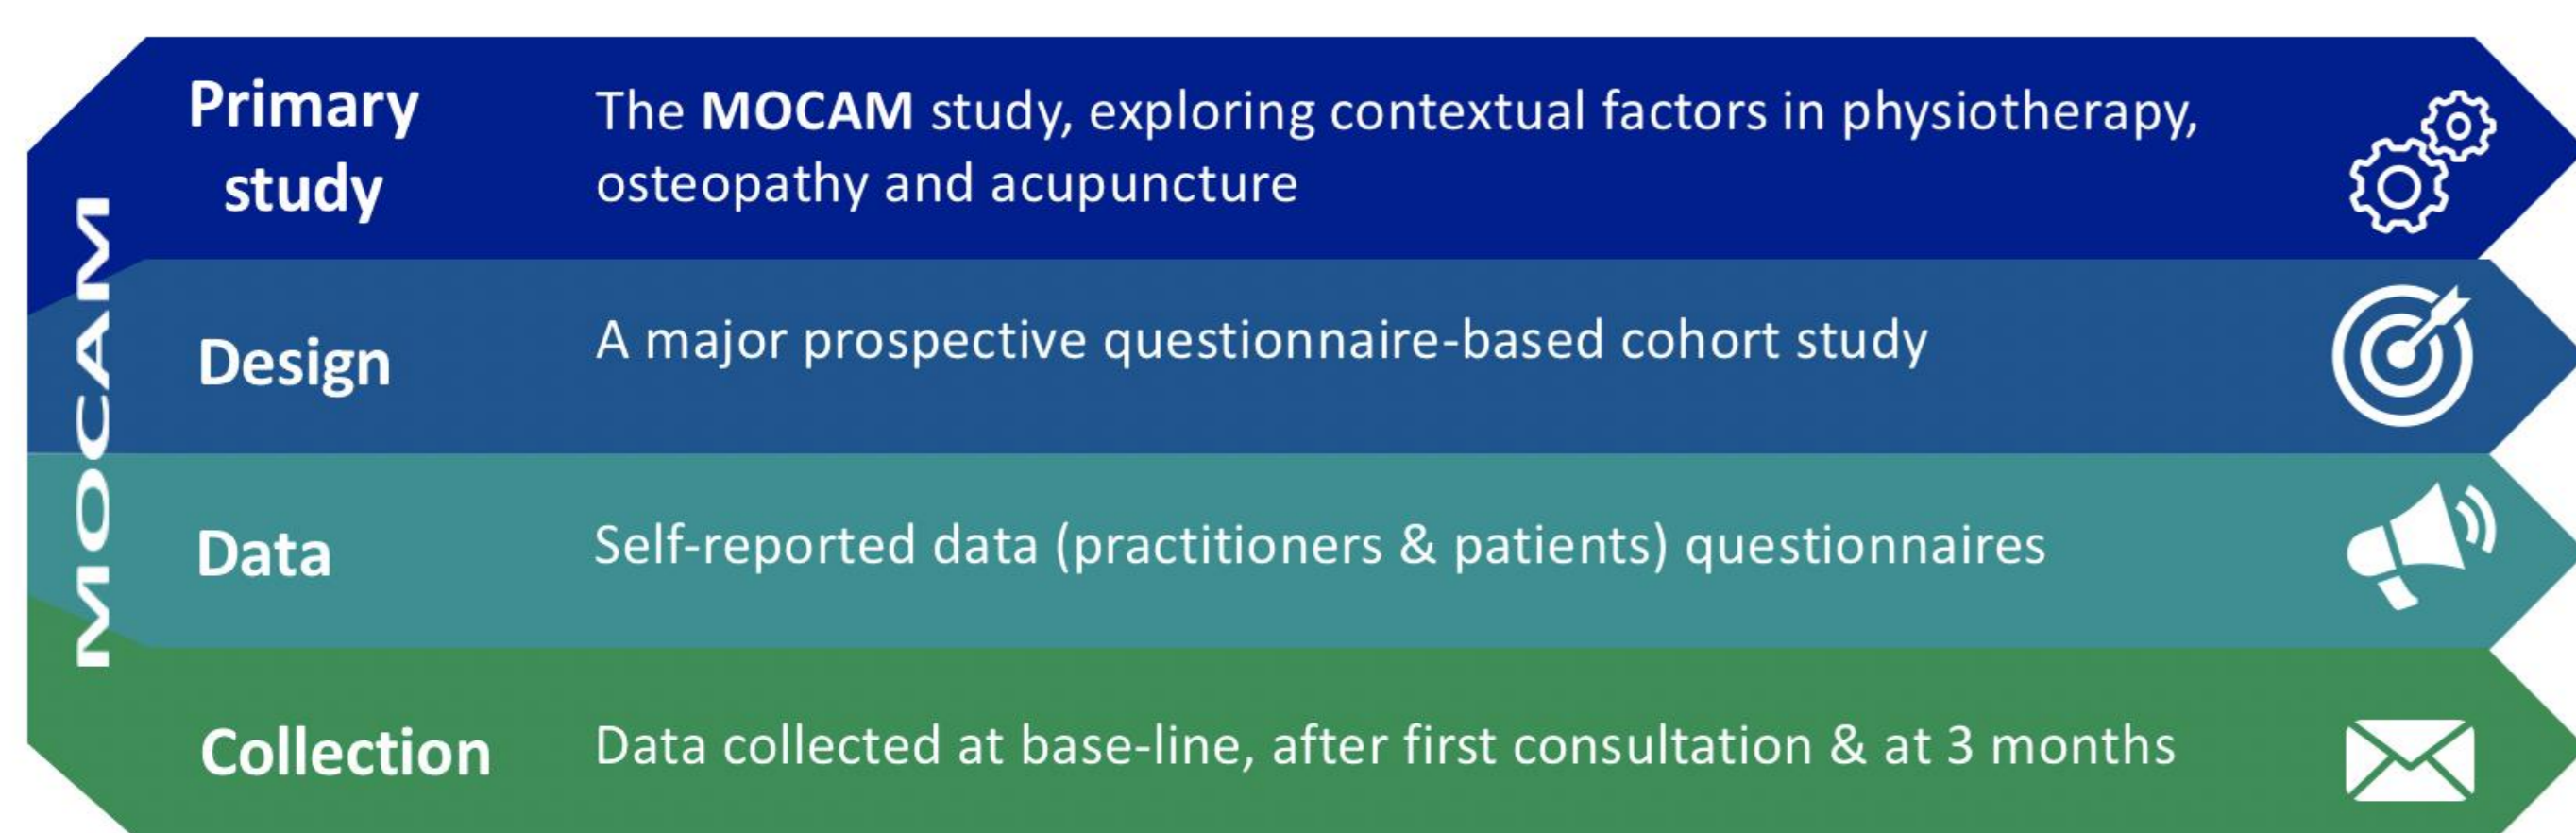 MOCAM
Primary
study
The MOCAM study, exploring contextual factors in physiotherapy,
osteopathy and acupuncture
Design
A major prospective questionnaire-based cohort study
Data
Self-reported data (practitioners & patients) questionnaires
Collection
Data collected at base-line, after first consultation & at 3 months